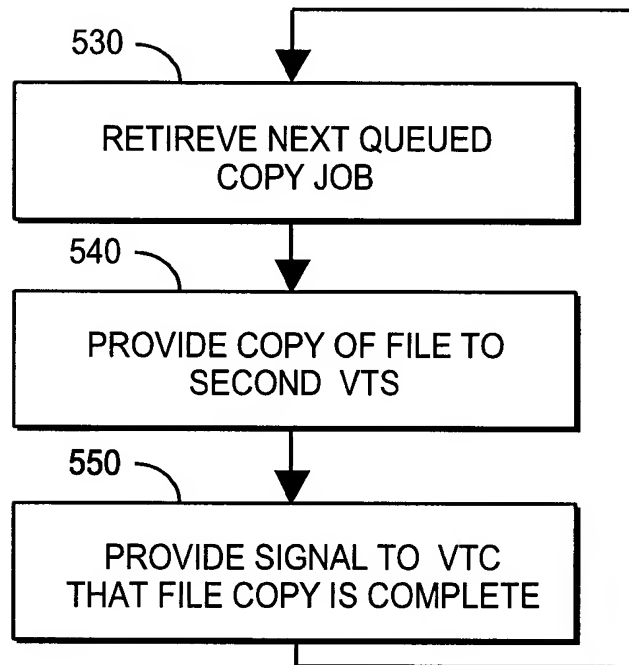 530
RETIREVE NEXT QUEUED
COPY JOB
540
PROVIDE COPY OF FILE TO
SECOND VTS
550
PROVIDE SIGNAL TO VTC
THAT FILE COPY IS COMPLETE